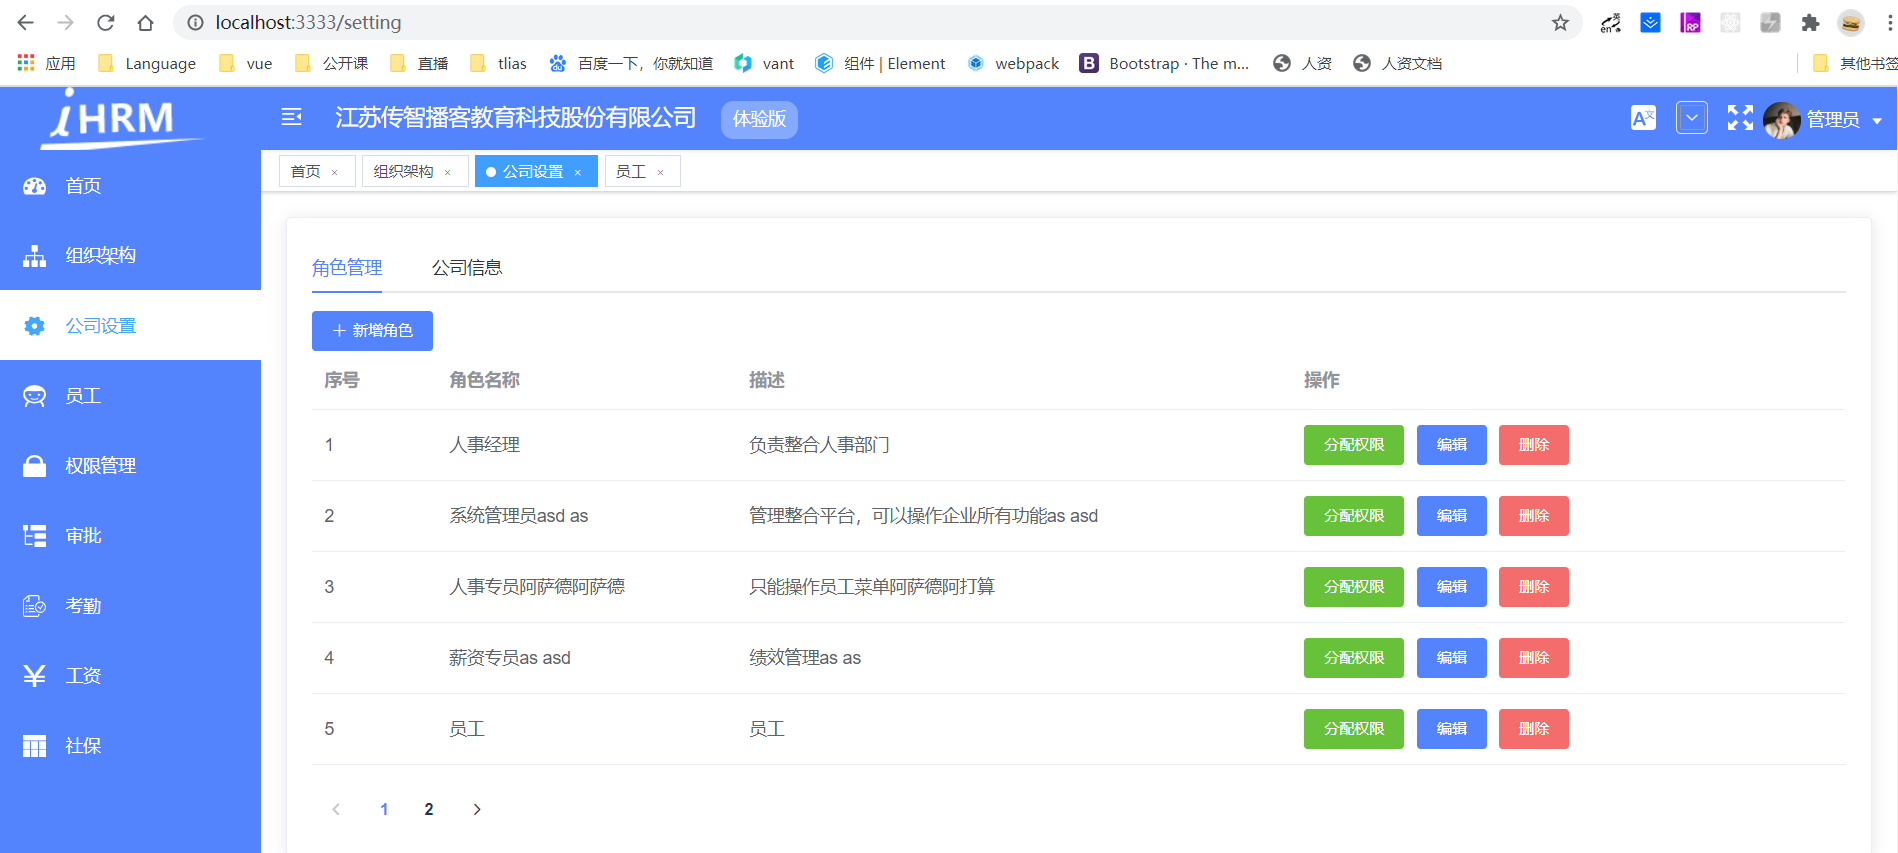 localhost:3333/setting
英
en
RP
应用 Language vue 公开课 直播 tlias 百度一下，你就知道 vant 组件 | Element webpack B Bootstrap · The m... 人资 人资文档 其他书签
iHRM 江苏传智播客教育科技股份有限公司 体验版 A文 管理员
首页 × 组织架构 × 公司设置 × 员工 ×
首页
组织架构
公司设置
员工
权限管理
审批
考勤
工资
社保
角色管理 公司信息
+ 新增角色
序号 角色名称 描述 操作
1 人事经理 负责整合人事部门 分配权限 编辑 删除
2 系统管理员asd as 管理整合平台，可以操作企业所有功能as asd 分配权限 编辑 删除
3 人事专员阿萨德阿萨德 只能操作员工菜单阿萨德阿打算 分配权限 编辑 删除
4 薪资专员as asd 绩效管理as as 分配权限 编辑 删除
5 员工 员工 分配权限 编辑 删除
< 1 2 >